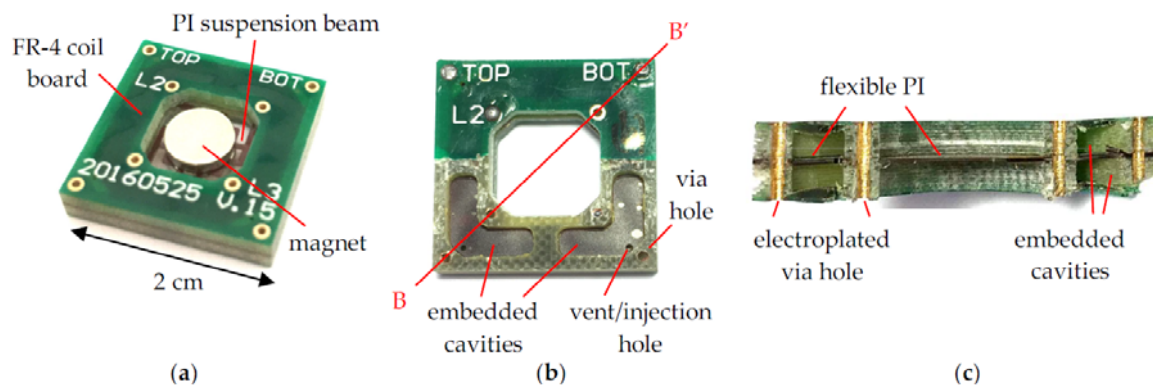 PI suspension beam
FR-4 coil
board
TOP
BOT
L2
L3
20160525
V.15
magnet
2 cm
(a)
B'
TOP
BOT
L2
via
hole
B
embedded
cavities
vent/injection
hole
(b)
flexible PI
electroplated
via hole
embedded
cavities
(c)